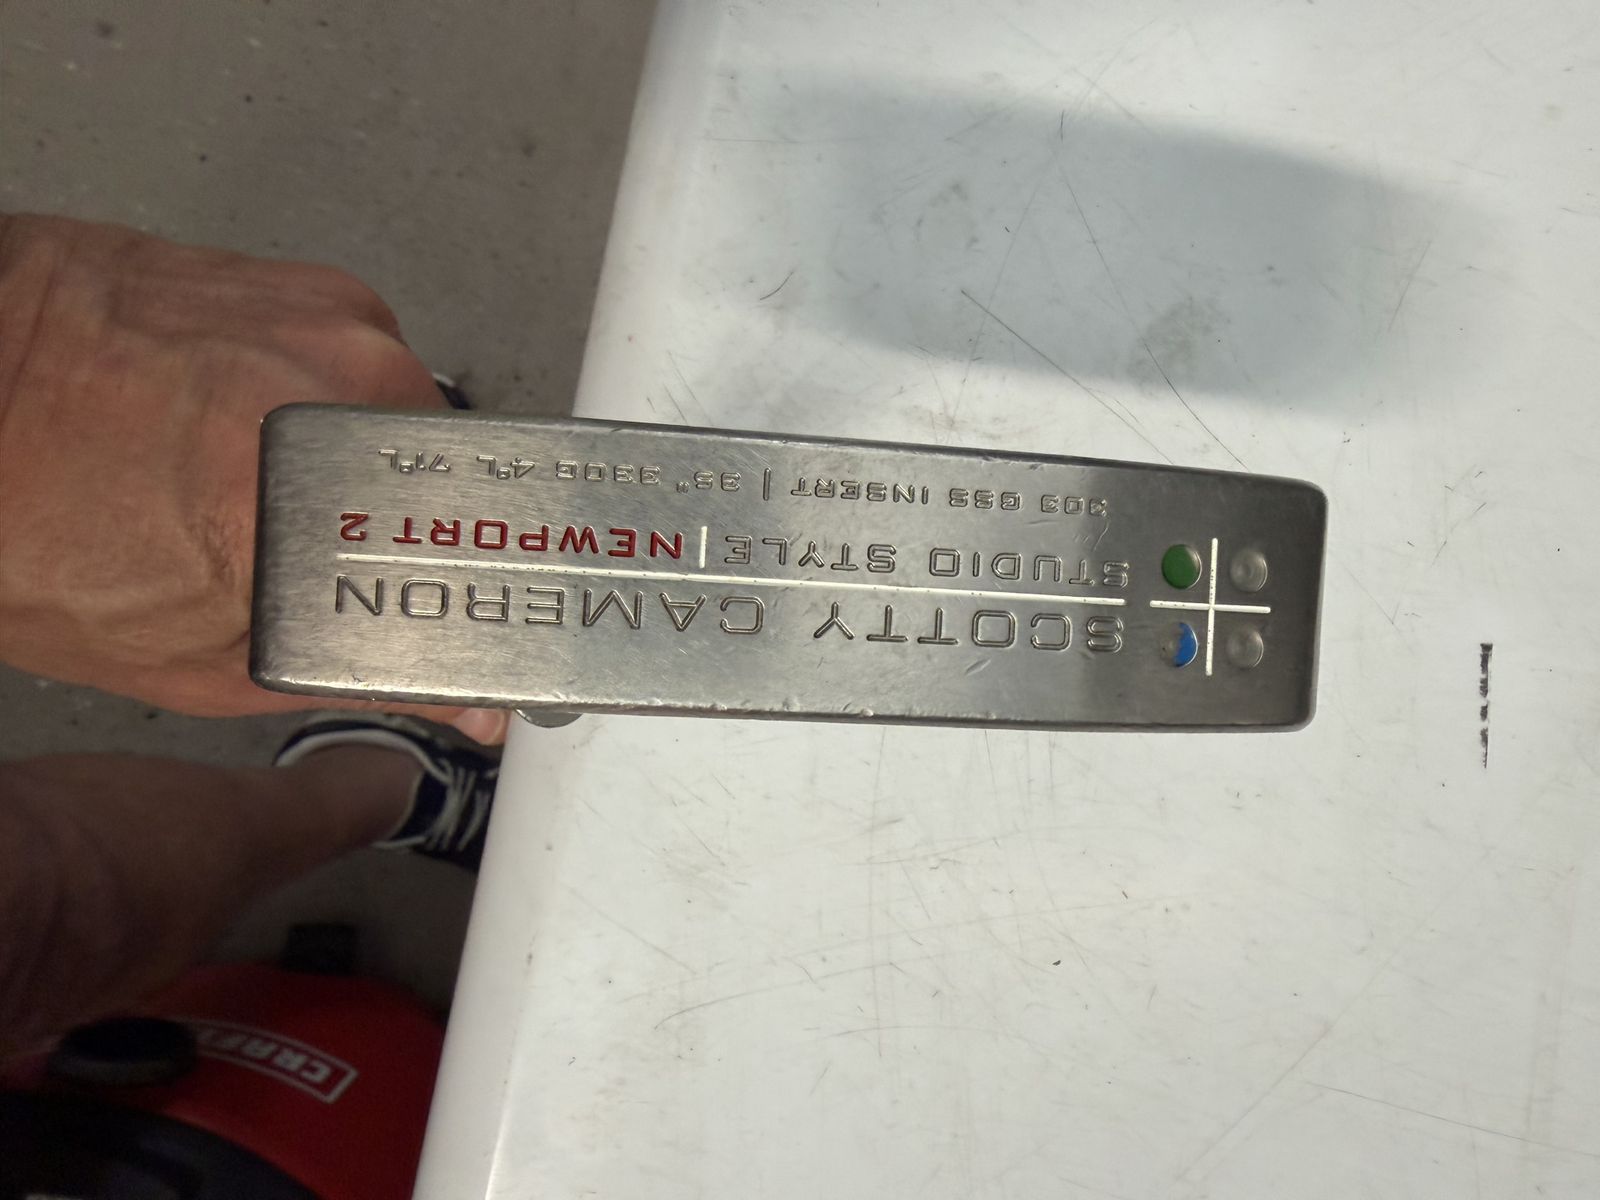 SCOTTY CAMERON
STUDIO STYLE | NEWPORT 2
303 GSS INSERT | 35" 330G 4°L 71°L